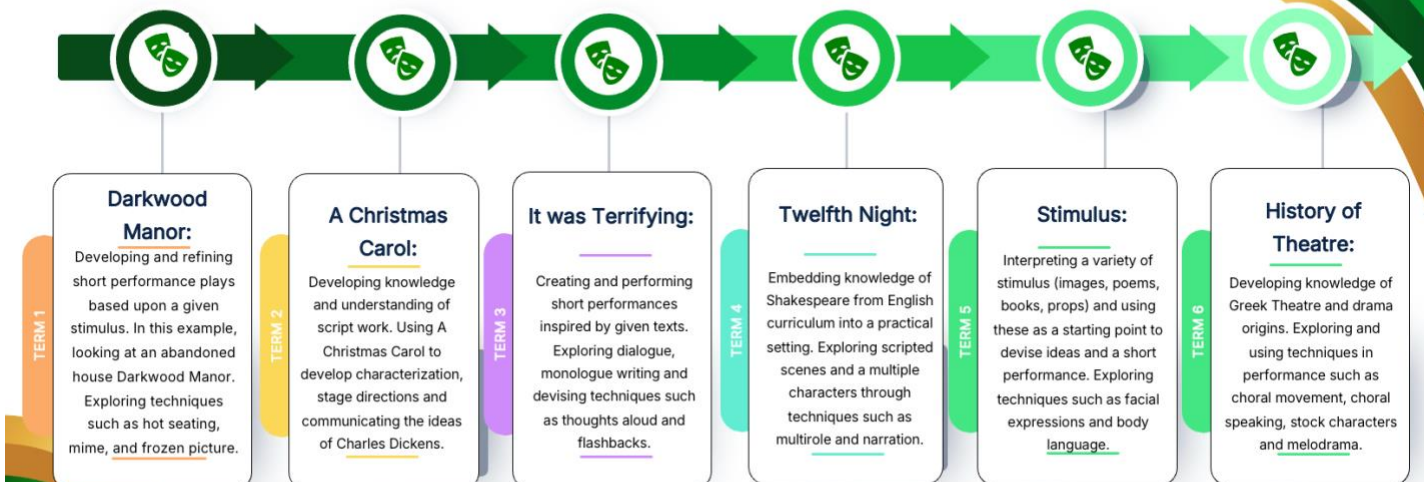 TERM 1
Darkwood
Manor:
Developing and refining
short performance plays
based upon a given
stimulus. In this example,
looking at an abandoned
house Darkwood Manor.
Exploring techniques
such as hot seating,
mime, and frozen picture.
TERM 2
A Christmas
Carol:
Developing knowledge
and understanding of
script work. Using A
Christmas Carol to
develop characterization,
stage directions and
communicating the ideas
of Charles Dickens.
TERM 3
It was Terrifying:
Creating and performing
short performances
inspired by given texts.
Exploring dialogue,
monologue writing and
devising techniques such
as thoughts aloud and
flashbacks.
TERM 4
Twelfth Night:
Embedding knowledge of
Shakespeare from English
curriculum into a practical
setting. Exploring scripted
scenes and a multiple
characters through
techniques such as
multirole and narration.
TERM 5
Stimulus:
Interpreting a variety of
stimulus (images, poems,
books, props) and using
these as a starting point to
devise ideas and a short
performance. Exploring
techniques such as facial
expressions and body
language.
TERM 6
History of
Theatre:
Developing knowledge of
Greek Theatre and drama
origins. Exploring and
using techniques in
performance such as
choral movement, choral
speaking, stock characters
and melodrama.